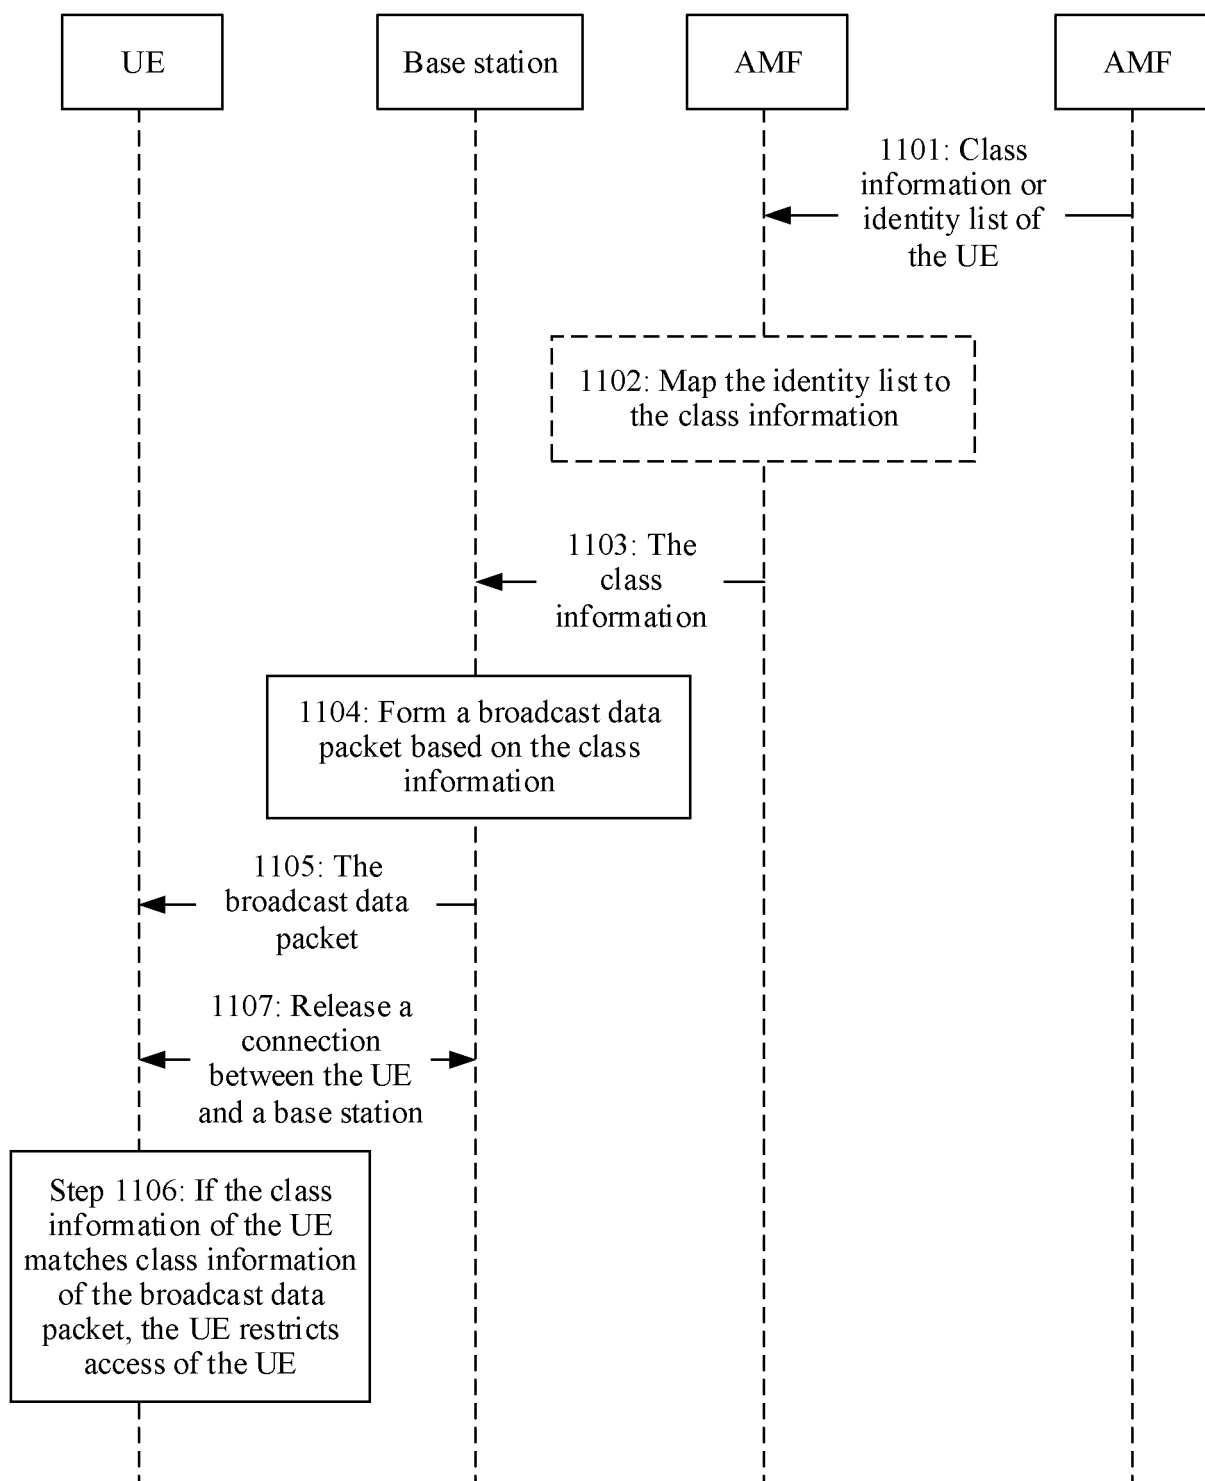 UE
Base station
AMF
AMF
1101: Class
information or
identity list of
the UE
1102: Map the identity list to
the class information
1103: The
class
information
1104: Form a broadcast data
packet based on the class
information
1105: The
broadcast data
packet
1107: Release a
connection
between the UE
and a base station
Step 1106: If the class
information of the UE
matches class information
of the broadcast data
packet, the UE restricts
access of the UE